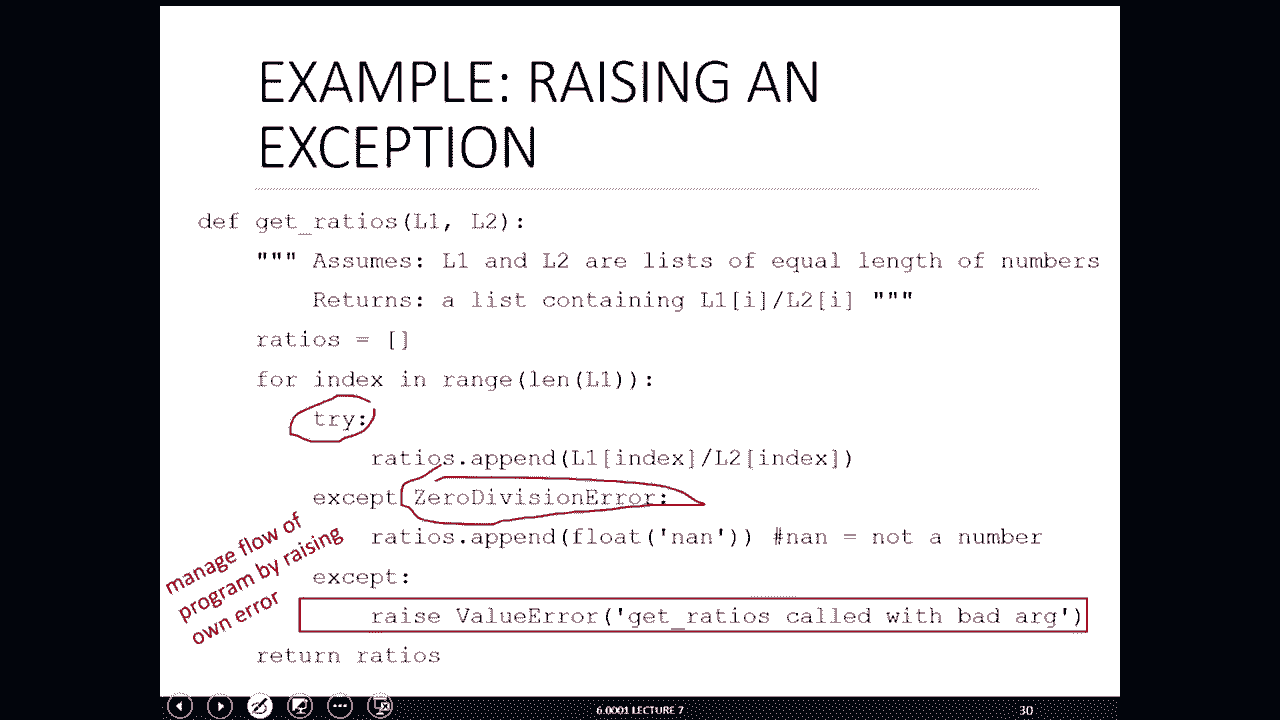 EXAMPLE: RAISING AN
EXCEPTION
def get_ratios(L1, L2):
""" Assumes: L1 and L2 are lists of equal length of numbers
Returns: a list containing L1[i]/L2[i] """
ratios = []
for index in range(len(L1)):
try:
ratios.append(L1[index]/L2[index])
except ZeroDivisionError:
ratios.append(float('nan')) #nan = not a number
except:
raise ValueError('get_ratios called with bad arg')
return ratios
manage flow of
program by raising
own error
6.0001 LECTURE 7
30